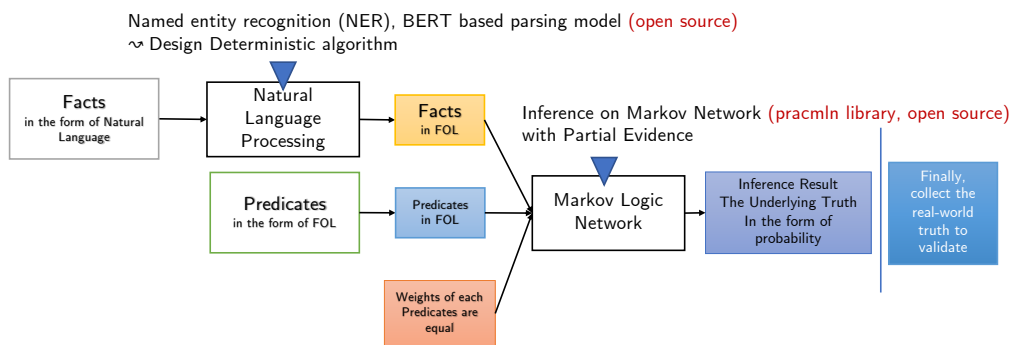 Named entity recognition (NER), BERT based parsing model (open source)
⇝ Design Deterministic algorithm
Facts
in the form of Natural
Language
Natural
Language
Processing
Facts
in FOL
Inference on Markov Network (pracmln library, open source)
with Partial Evidence
Predicates
in the form of FOL
Predicates
in FOL
Markov Logic
Network
Inference Result
The Underlying Truth
In the form of
probability
Finally,
collect the
real-world
truth to
validate
Weights of each
Predicates are
equal